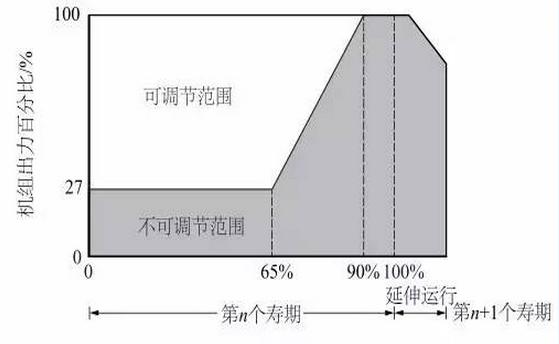 机组出力百分比/%
100
可调节范围
27
不可调节范围
0
0 65% 90% 100%
延伸运行
第n个寿期 第n+1个寿期